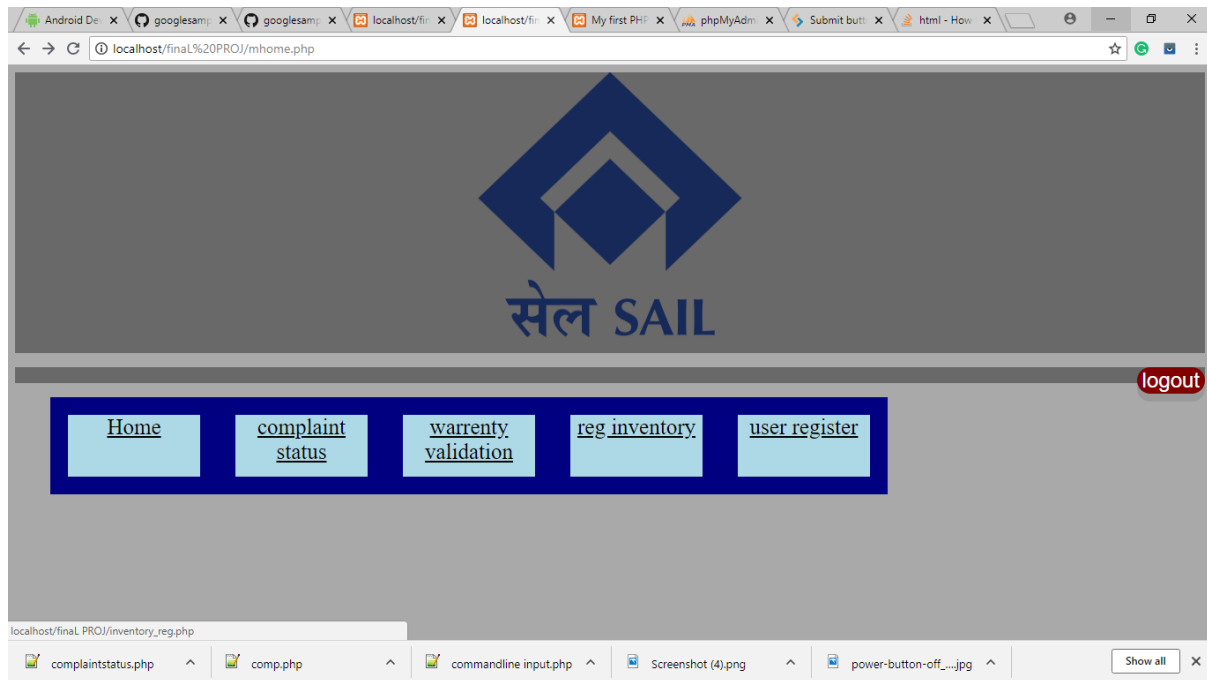 Android De
googlesamp
googlesamp
localhost/fin
localhost/fin
My first PHP
phpMyAdm
Submit butt
html - How
localhost/finaL%20PROJ/mhome.php
सेल SAIL
logout
Home
complaint
status
warrenty
validation
reg inventory
user register
localhost/finaL PROJ/inventory_reg.php
complaintstatus.php
comp.php
commandline input.php
Screenshot (4).png
power-button-off_....jpg
Show all